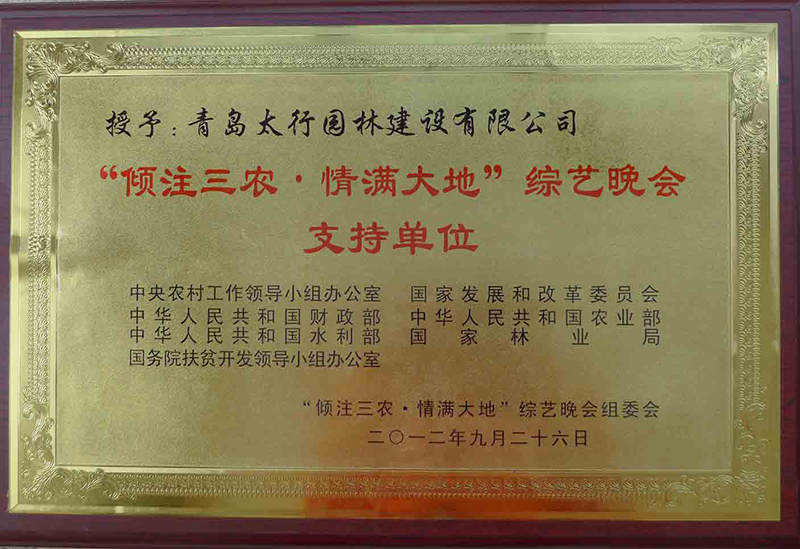 授予：青岛太行园林建设有限公司
“倾注三农·情满大地”综艺晚会
支持单位
中央农村工作领导小组办公室 国家发展和改革委员会
中华人民共和国财政部 中华人民共和国农业部
中华人民共和国水利部 国家林业局
国务院扶贫开发领导小组办公室
“倾注三农·情满大地”综艺晚会组委会
二〇一二年九月二十六日